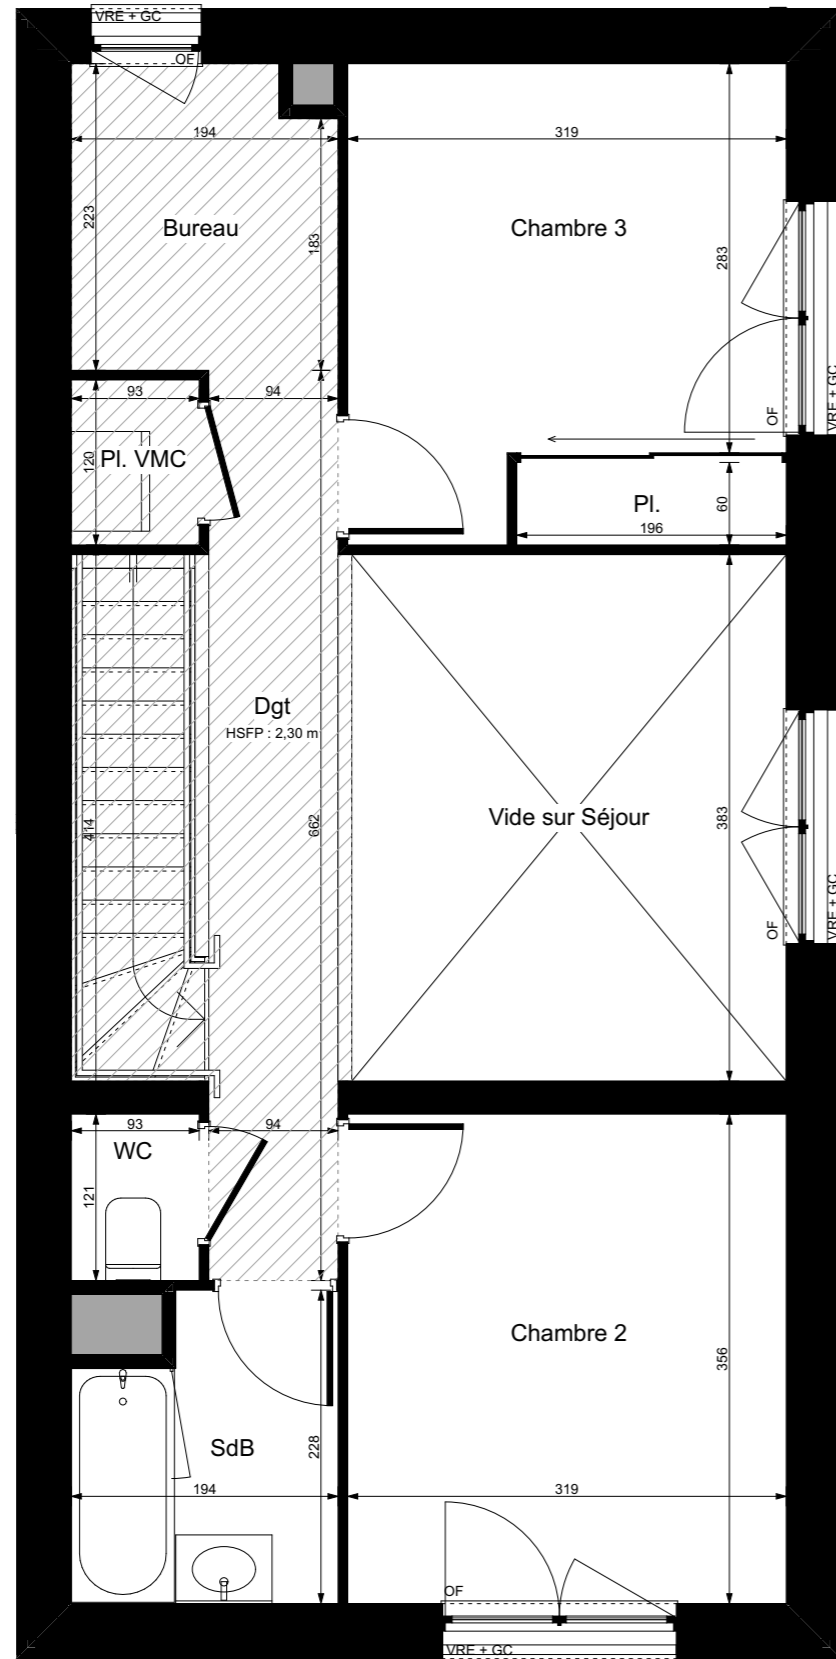 VRE + GC
OF
194
319
223
Bureau
183
Chambre 3
283
VRE + GC
OF
93
94
120
Pl. VMC
Pl.
60
196
Dgt
HSFP : 2,30 m
414
662
Vide sur Séjour
383
VRE + GC
OF
93
94
WC
121
Chambre 2
356
SdB
228
194
319
OF
VRE + GC